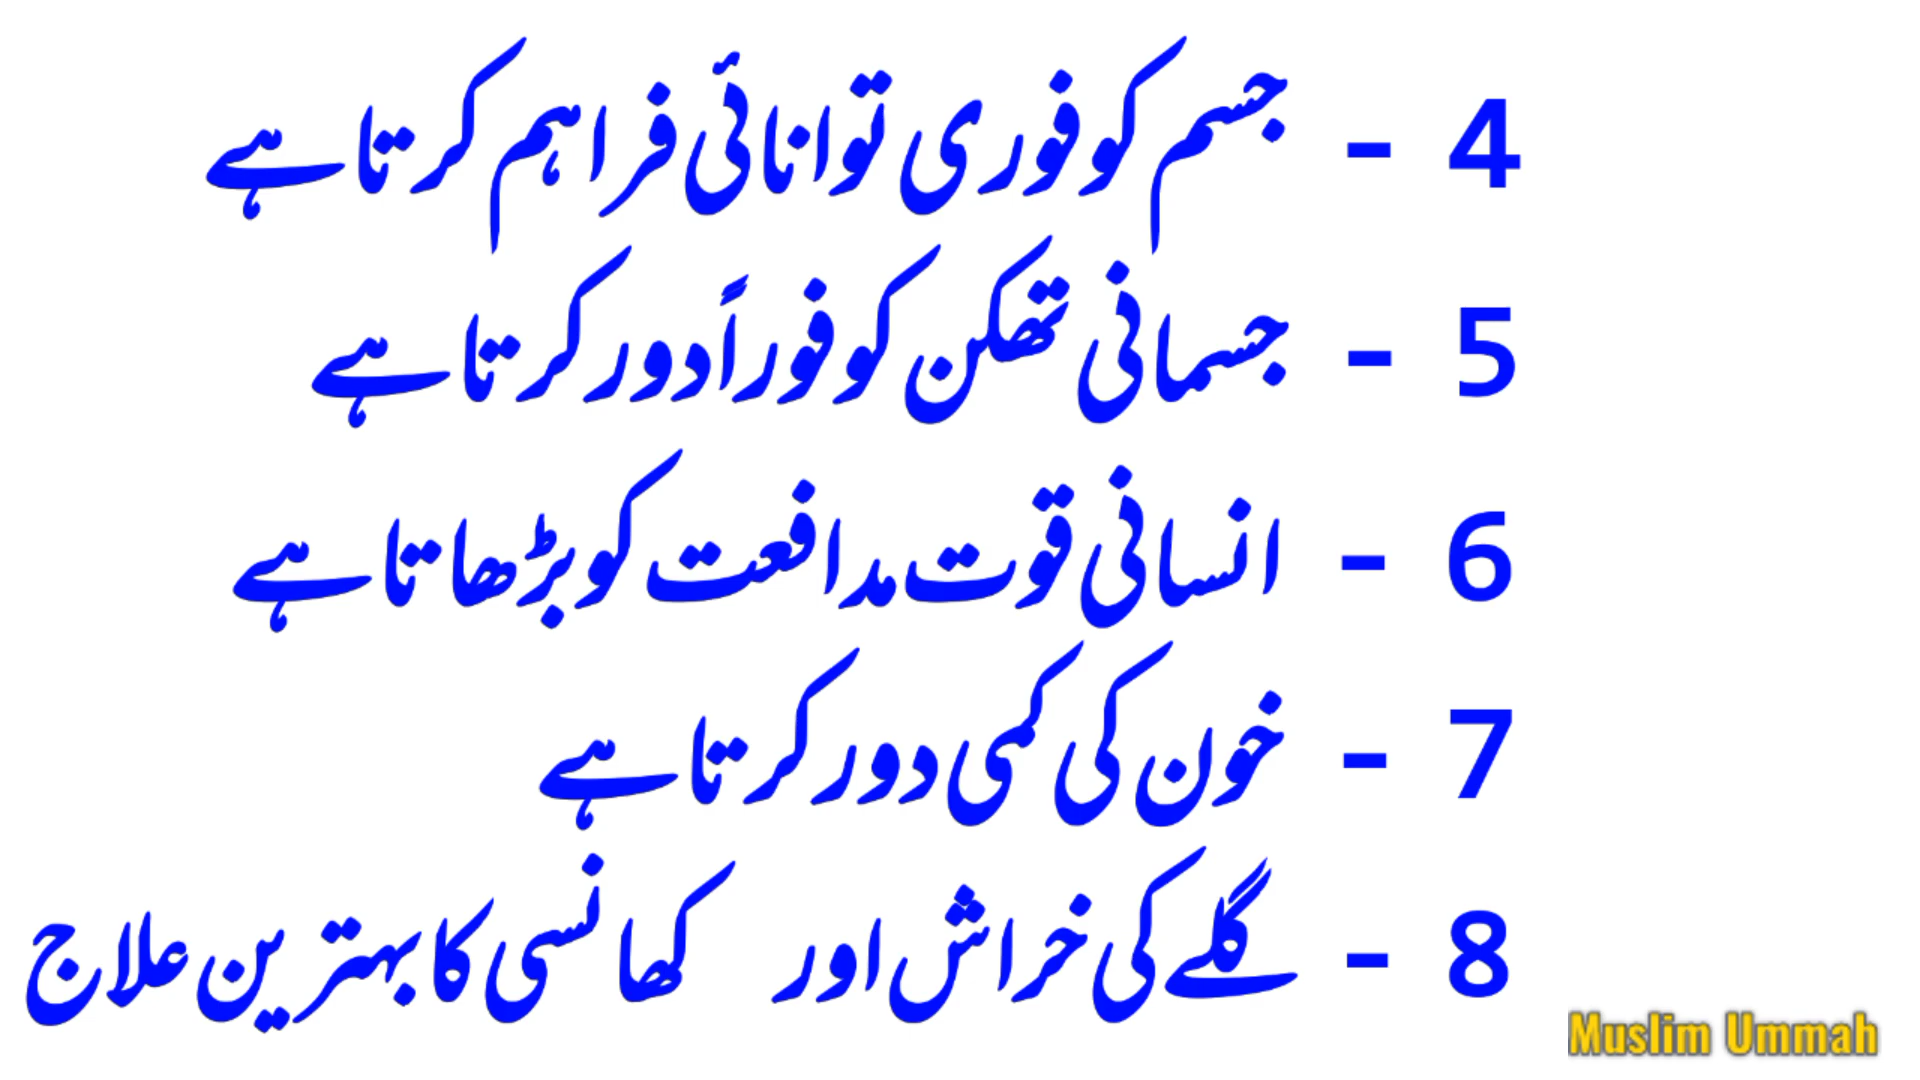 4 - جسم کو فوری توانائی فراہم کرتا ہے
5 - جسمانی تھکن کو فوراً دور کرتا ہے
6 - انسانی قوت مدافعت کو بڑھاتا ہے
7 - خون کی کمی دور کرتا ہے
8 - گلے کی خراش اور کھانسی کا بہترین علاج
Muslim Ummah